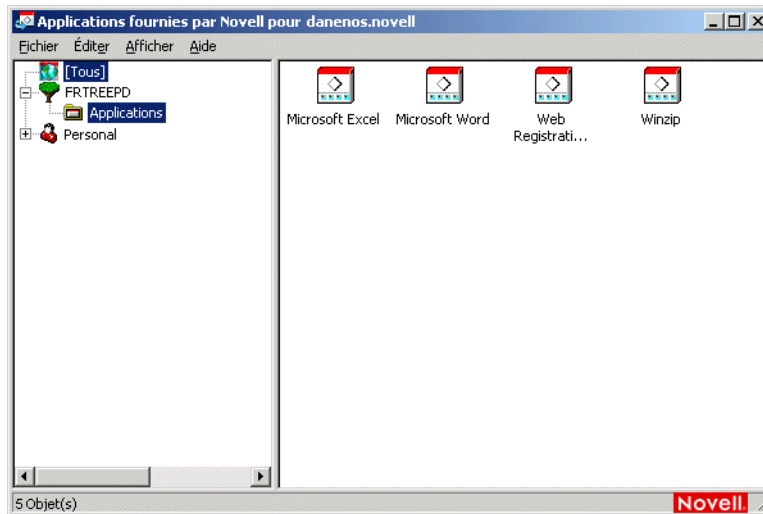 Applications fournies par Novell pour danenos.novell
Fichier Éditer Afficher Aide
[Tous]
FRTREEPD
Applications
Personal
Microsoft Excel
Microsoft Word
Web
Registrati...
Winzip
5 Objet(s)
Novell.